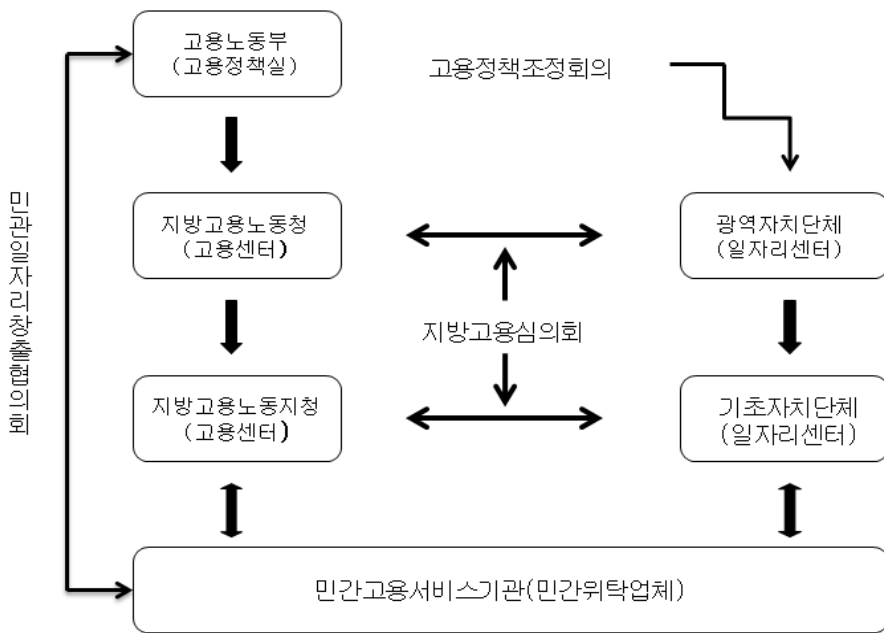 고용노동부
(고용정책실)
고용정책조정회의
민관일자리창출협의회
지방고용노동청
(고용센터)
광역자치단체
(일자리센터)
지방고용심의회
지방고용노동지청
(고용센터)
기초자치단체
(일자리센터)
민간고용서비스기관(민간위탁업체)